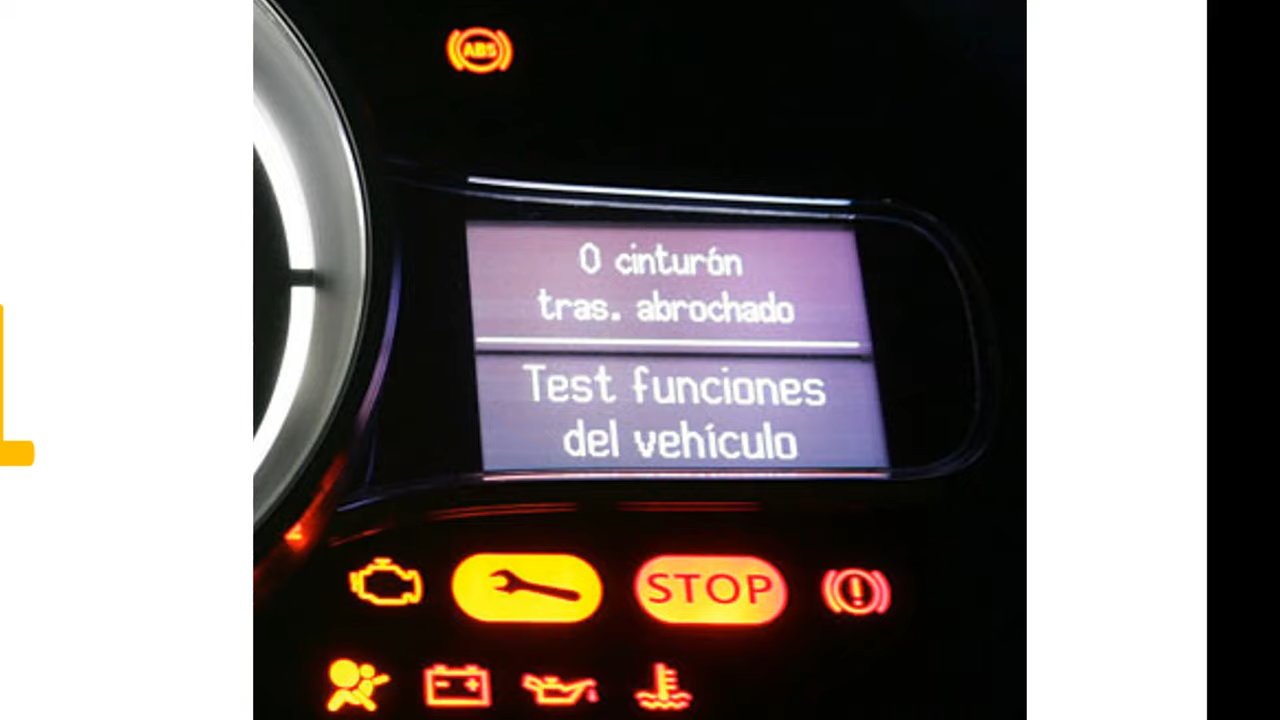 ABS
0 cinturón
tras. abrochado
Test funciones
del vehículo
STOP